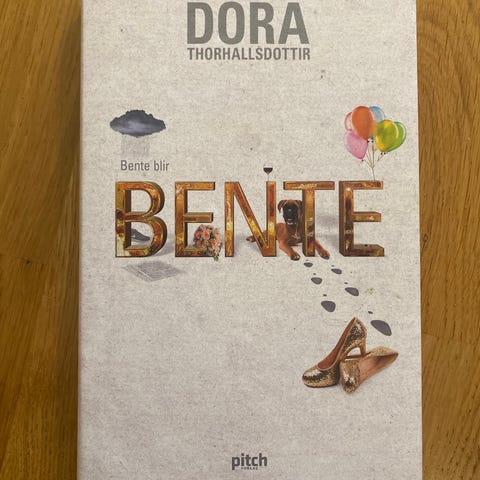 DORA
THORHALLSDOTTIR
Bente blir
BENTE
pitch
FORLAG